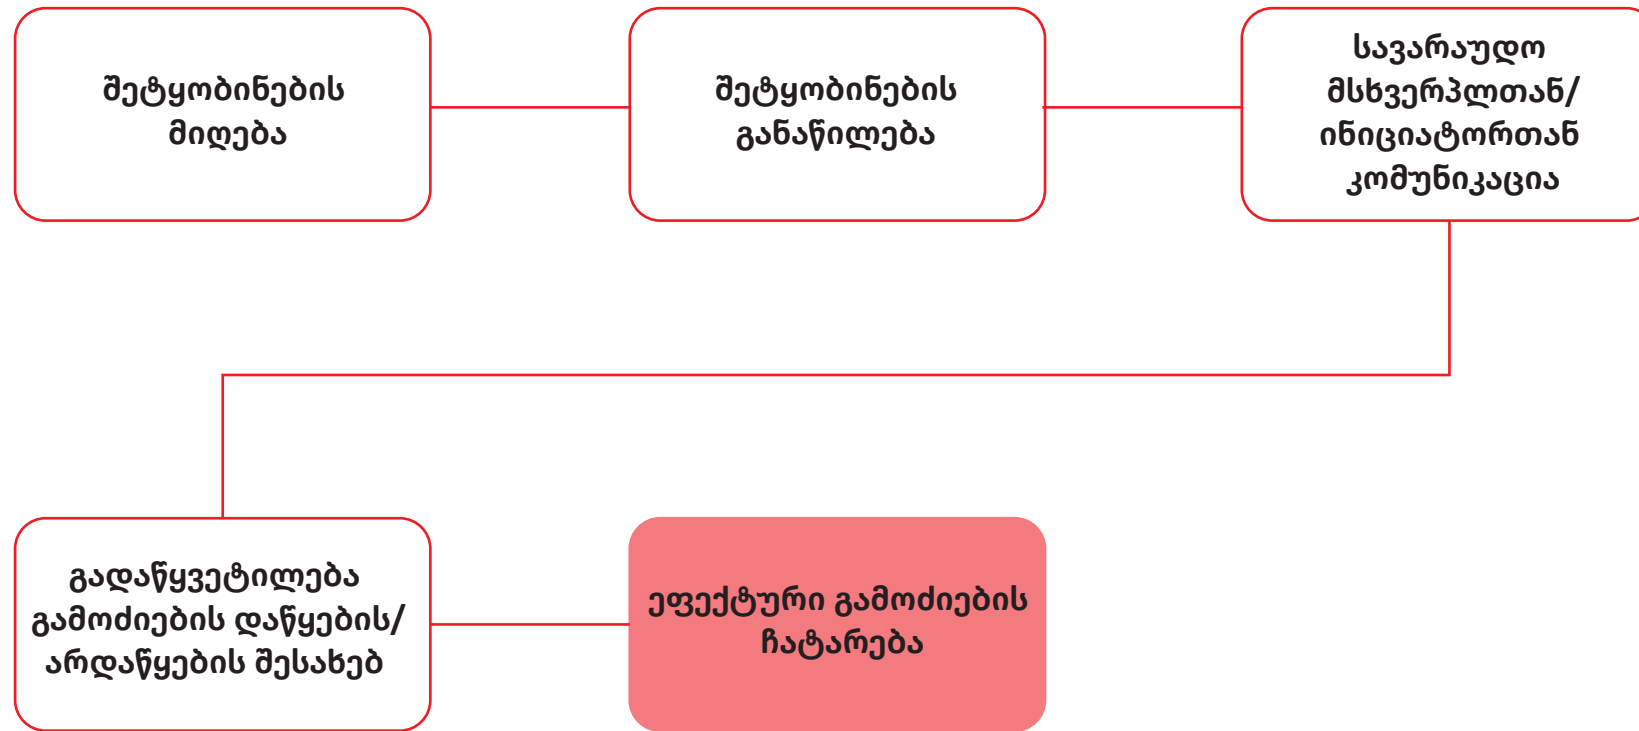 შეტყობინების
მიღება
შეტყობინების
განაწილება
სავარაუდო
მსხვერპლთან/
ინიციატორთან
კომუნიკაცია
გადაწყვეტილება
გამოძიების დაწყების/
არდაწყების შესახებ
ეფექტური გამოძიების
ჩატარება